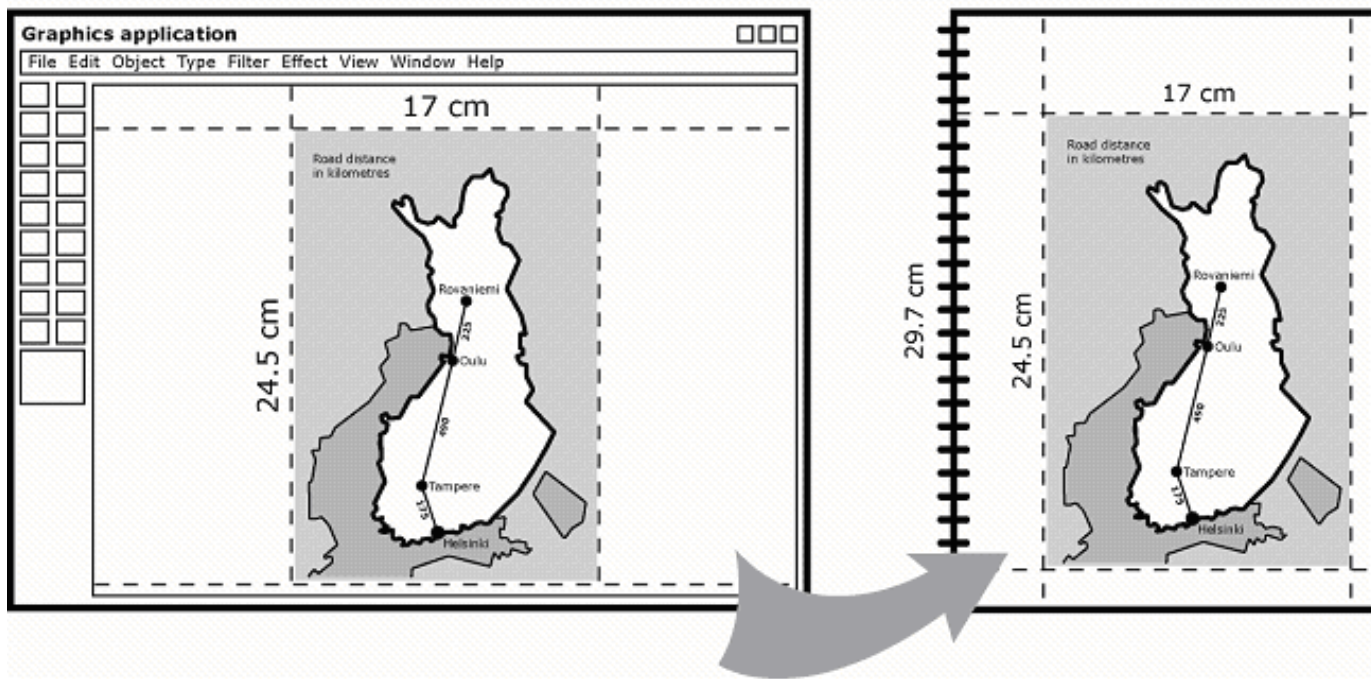 Graphics application
File Edit Object Type Filter Effect View Window Help
17 cm
24.5 cm
Road distance
in kilometres
Rovaniemi
225
Oulu
490
Tampere
175
Helsinki
17 cm
29.7 cm
24.5 cm
Road distance
in kilometres
Rovaniemi
225
Oulu
490
Tampere
175
Helsinki